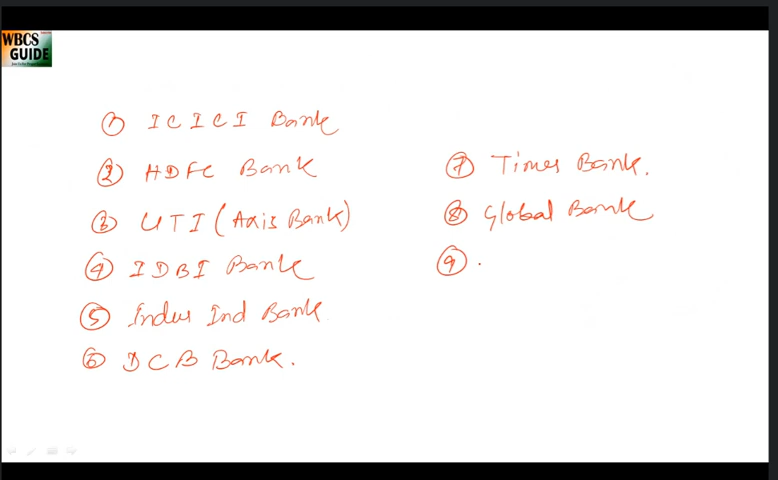 WBCS
GUIDE
① ICICI Bank
② HDFC Bank
③ UTI (Axis Bank)
④ IDBI Bank
⑤ Indus Ind Bank
⑥ DCB Bank.
⑦ Times Bank.
⑧ Global Bank
⑨ .